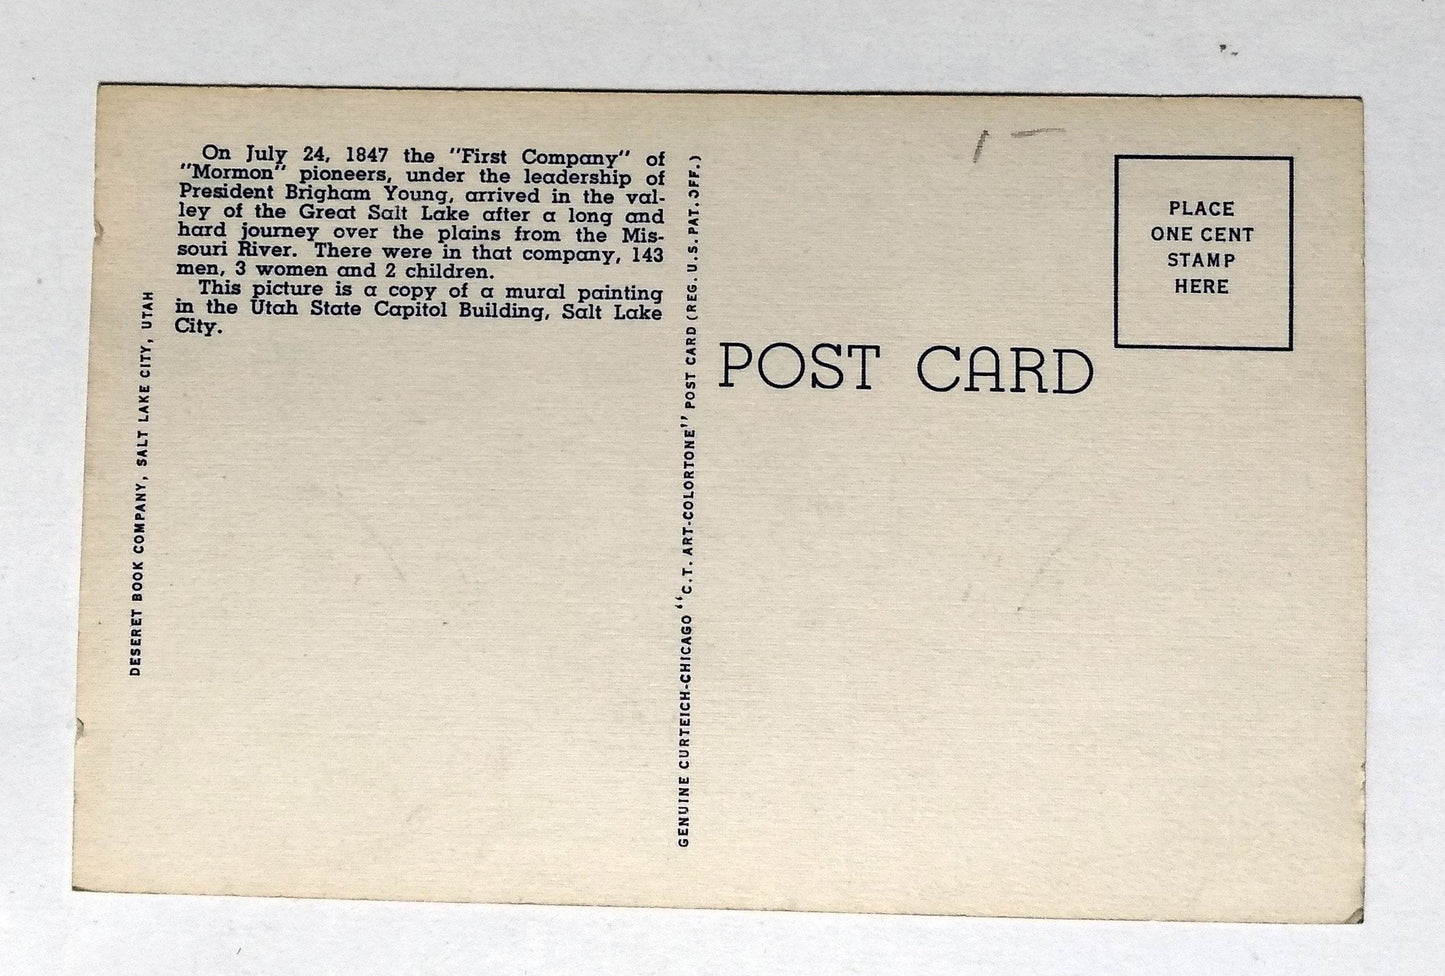 On July 24, 1847 the "First Company" of
"Mormon" pioneers, under the leadership of
President Brigham Young, arrived in the val-
ley of the Great Salt Lake after a long and
hard journey over the plains from the Mis-
souri River. There were in that company, 143
men, 3 women and 2 children.
This picture is a copy of a mural painting
in the Utah State Capitol Building, Salt Lake
City.
DESERET BOOK COMPANY, SALT LAKE CITY, UTAH
GENUINE CURTEICH-CHICAGO "C.T. ART-COLORTONE" POST CARD (REG. U.S. PAT. OFF.)
1 –
PLACE
ONE CENT
STAMP
HERE
POST CARD